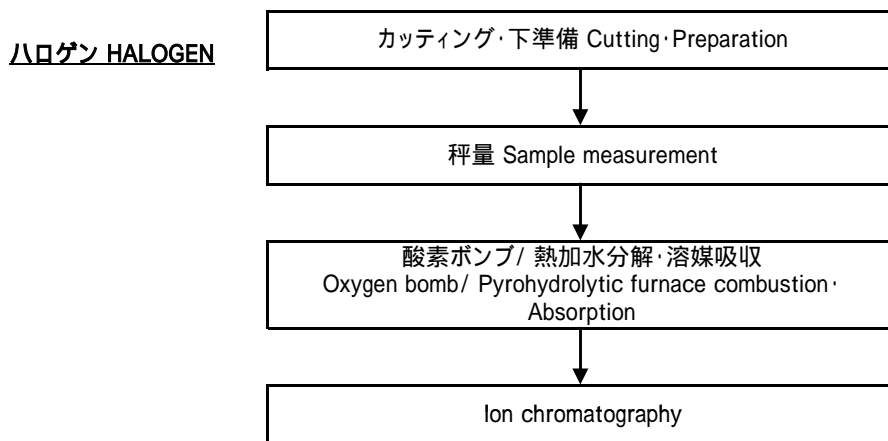 ハロゲン HALOGEN
カッティング･下準備 Cutting･Preparation
秤量 Sample measurement
酸素ボンブ/ 熱加水分解･溶媒吸収
Oxygen bomb/ Pyrohydrolytic furnace combustion･
Absorption
Ion chromatography